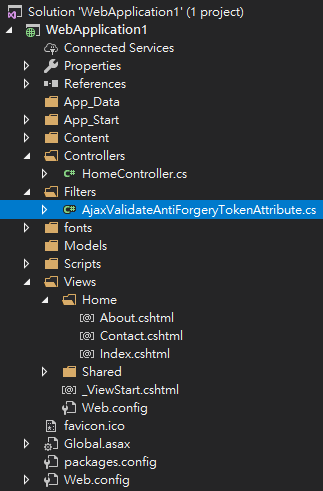 Solution 'WebApplication1' (1 project)
WebApplication1
Connected Services
Properties
References
App_Data
App_Start
Content
Controllers
C# HomeController.cs
Filters
C# AjaxValidateAntiForgeryTokenAttribute.cs
fonts
Models
Scripts
Views
Home
[@] About.cshtml
[@] Contact.cshtml
[@] Index.cshtml
Shared
[@] _ViewStart.cshtml
Web.config
favicon.ico
Global.asax
packages.config
Web.config